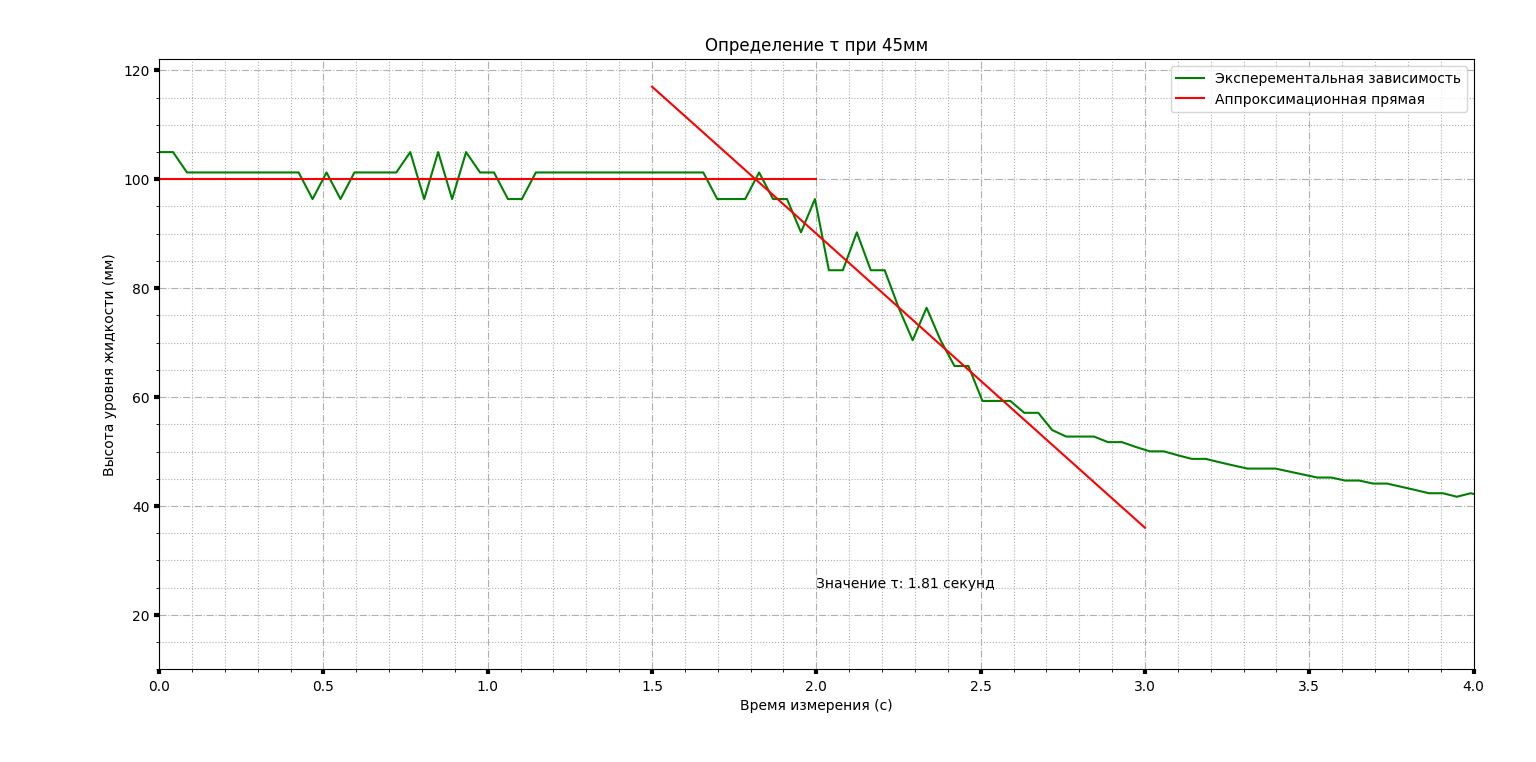 Определение τ при 45мм
Эксперементальная зависимость
Аппроксимационная прямая
120
100
80
60
40
20
Высота уровня жидкости (мм)
Значение τ: 1.81 секунд
0.0 0.5 1.0 1.5 2.0 2.5 3.0 3.5 4.0
Время измерения (с)